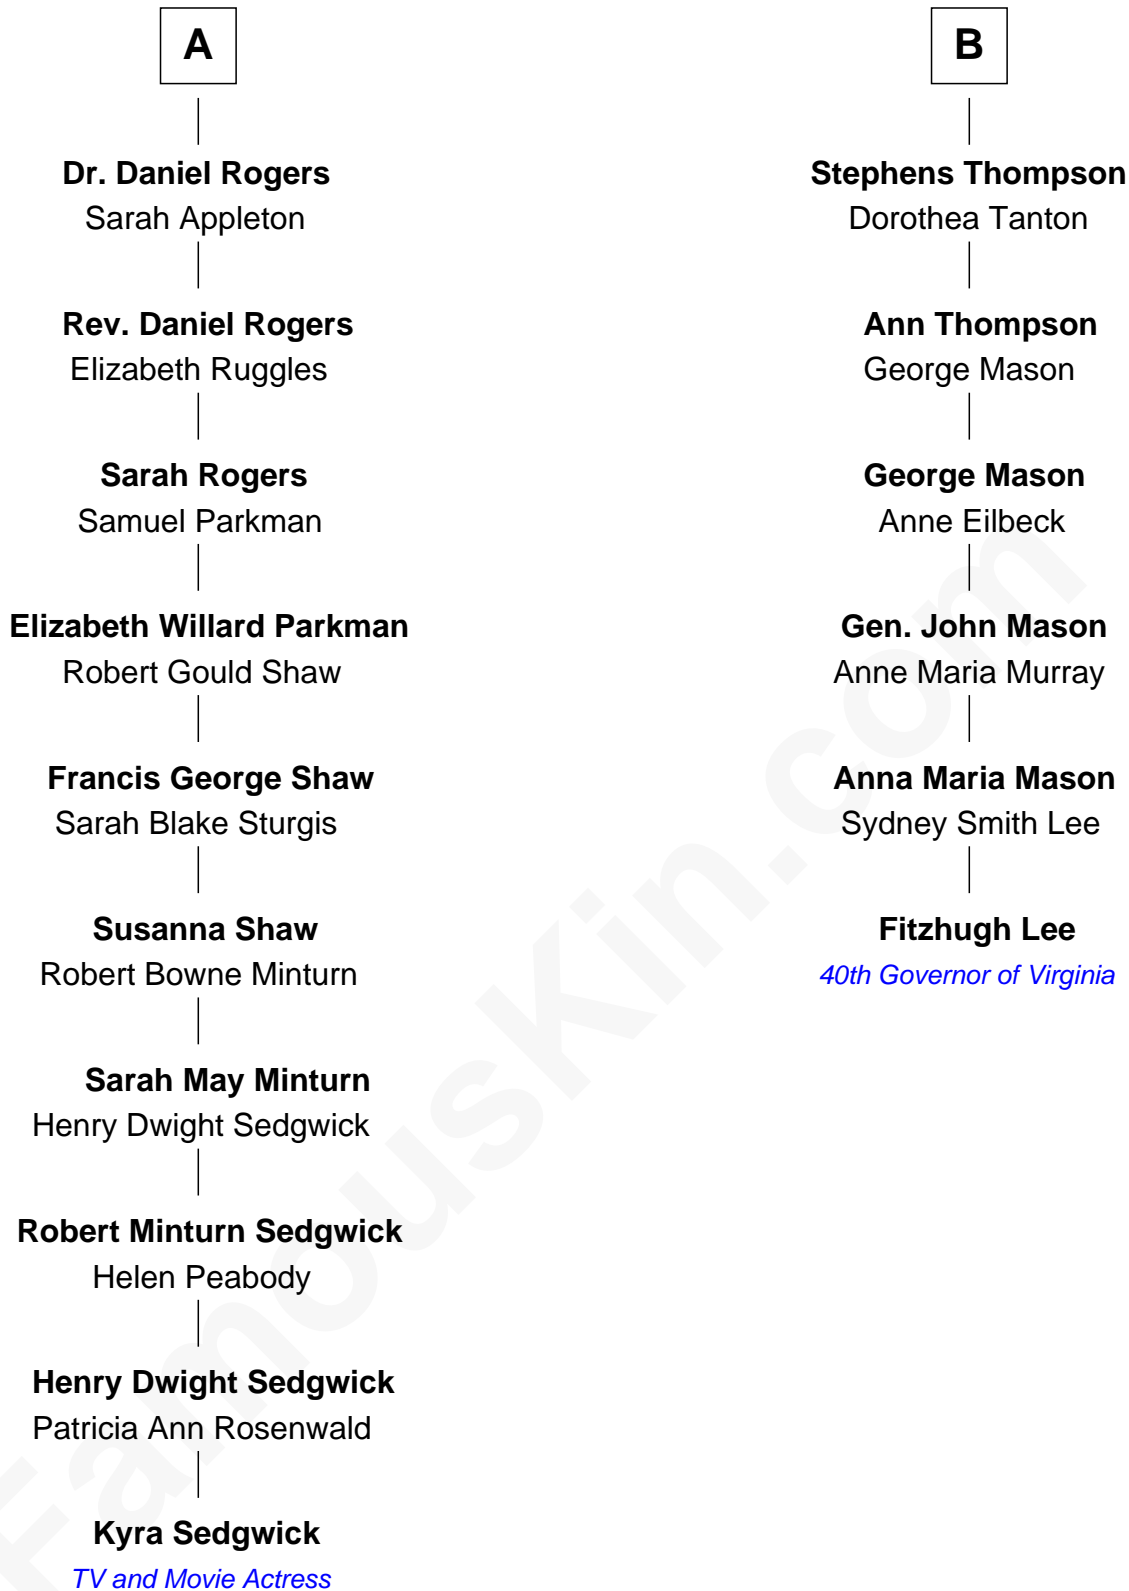 A
Dr. Daniel Rogers
Sarah Appleton
Rev. Daniel Rogers
Elizabeth Ruggles
Sarah Rogers
Samuel Parkman
Elizabeth Willard Parkman
Robert Gould Shaw
Francis George Shaw
Sarah Blake Sturgis
Susanna Shaw
Robert Bowne Minturn
Sarah May Minturn
Henry Dwight Sedgwick
Robert Minturn Sedgwick
Helen Peabody
Henry Dwight Sedgwick
Patricia Ann Rosenwald
Kyra Sedgwick
TV and Movie Actress
B
Stephens Thompson
Dorothea Tanton
Ann Thompson
George Mason
George Mason
Anne Eilbeck
Gen. John Mason
Anne Maria Murray
Anna Maria Mason
Sydney Smith Lee
Fitzhugh Lee
40th Governor of Virginia
FamousKin.com